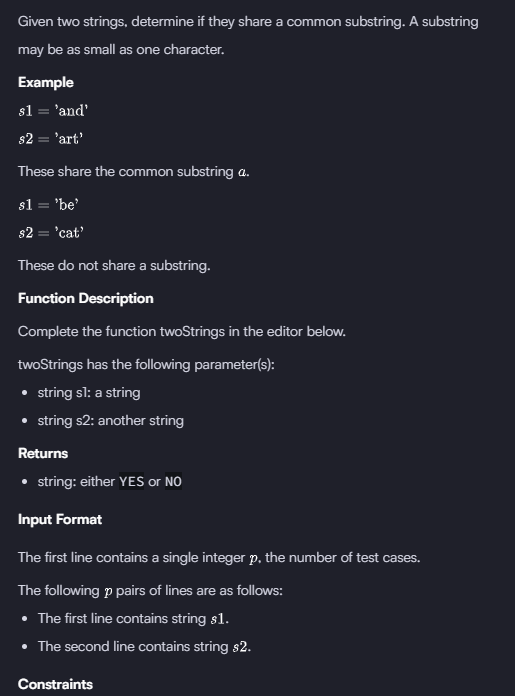 Given two strings, determine if they share a common substring. A substring
may be as small as one character.
Example
s1 = 'and'
s2 = 'art'
These share the common substring a.
s1 = 'be'
s2 = 'cat'
These do not share a substring.
Function Description
Complete the function twoStrings in the editor below.
twoStrings has the following parameter(s):
• string s1: a string
• string s2: another string
Returns
• string: either YES or NO
Input Format
The first line contains a single integer p, the number of test cases.
The following p pairs of lines are as follows:
• The first line contains string s1.
• The second line contains string s2.
Constraints